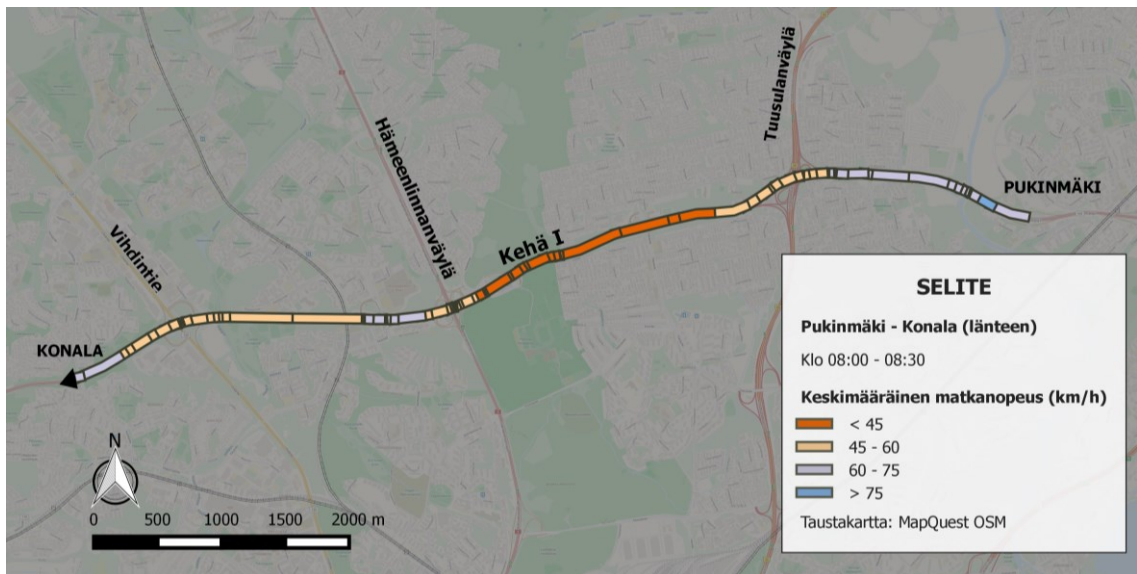 Tuusulanväylä
Hämeenlinnanväylä
PUKINMÄKI
Kehä I
Vihdintie
KONALA
SELITE
Pukinmäki - Konala (länteen)
Klo 08:00 - 08:30
Keskimääräinen matkanopeus (km/h)
< 45
45 - 60
60 - 75
> 75
Taustakartta: MapQuest OSM
N
0 500 1000 1500 2000 m